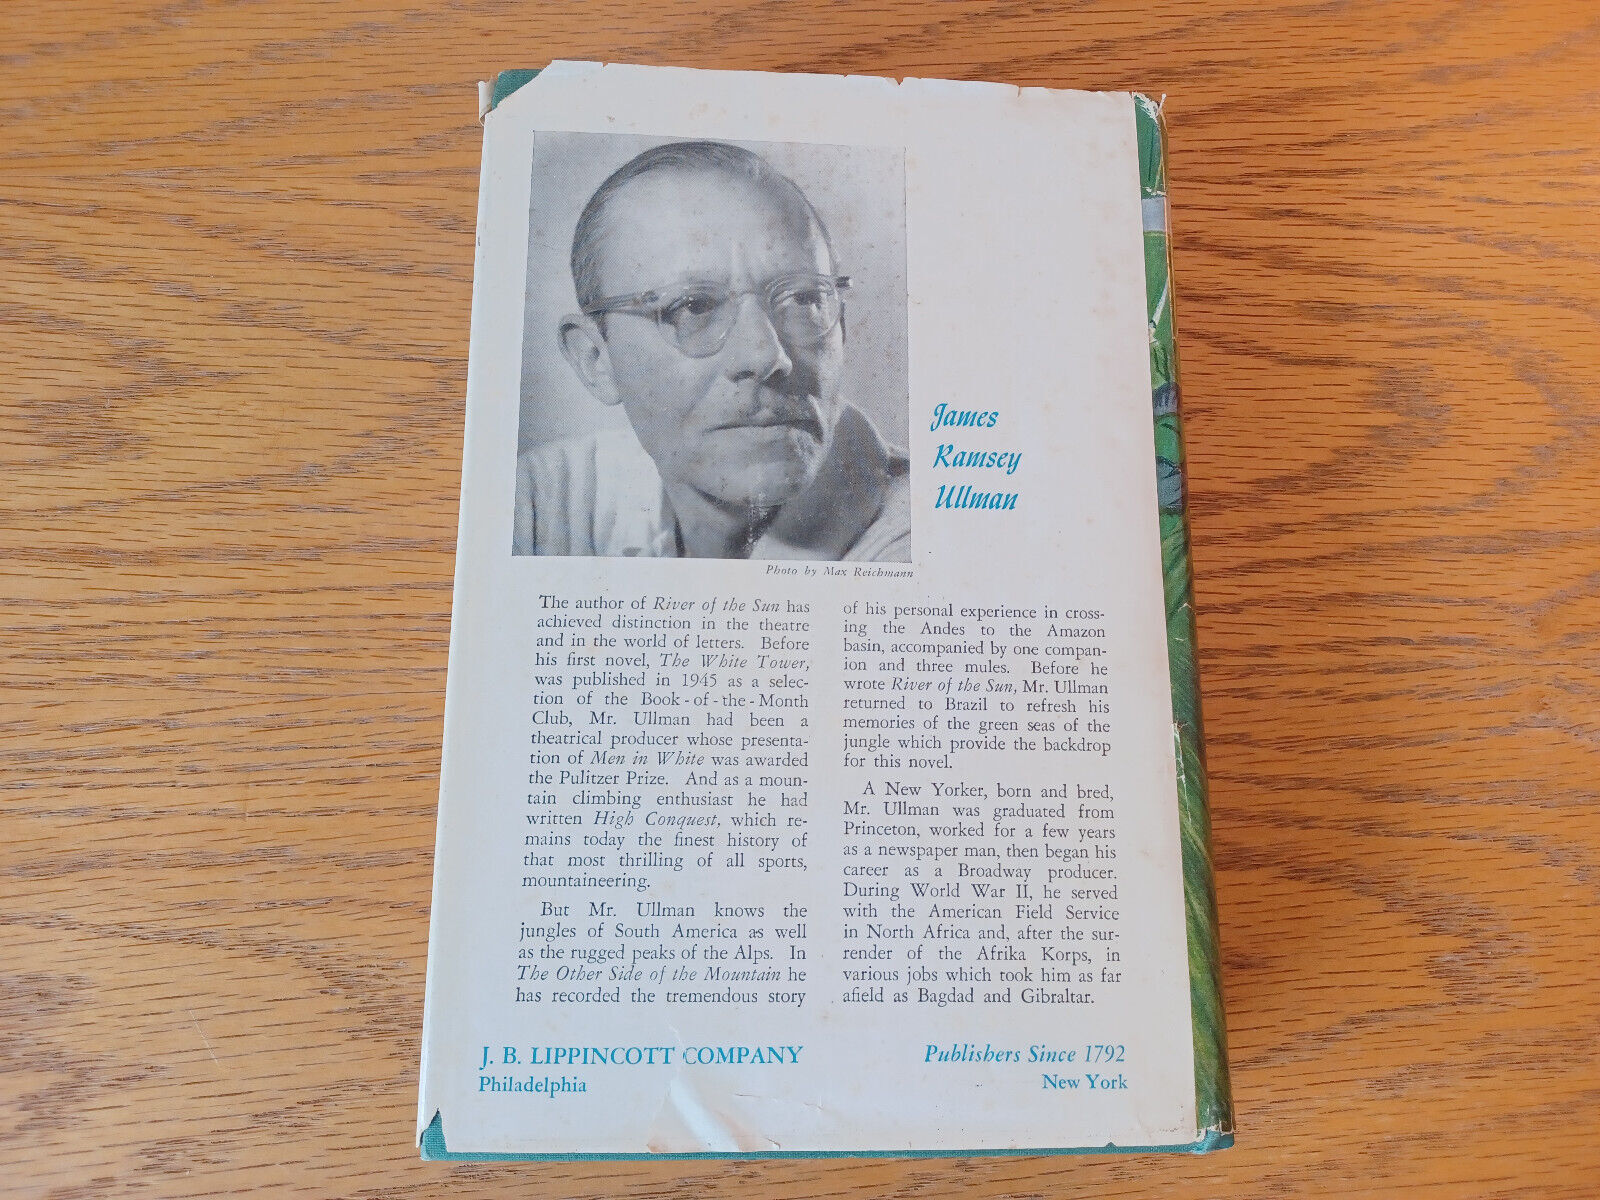 James
Ramsey
Ullman
Photo by Max Reichmann
The author of River of the Sun has
achieved distinction in the theatre
and in the world of letters. Before
his first novel, The White Tower,
was published in 1945 as a selec-
tion of the Book-of-the-Month
Club, Mr. Ullman had been a
theatrical producer whose presenta-
tion of Men in White was awarded
the Pulitzer Prize. And as a moun-
tain climbing enthusiast he had
written High Conquest, which re-
mains today the finest history of
that most thrilling of all sports,
mountaineering.
But Mr. Ullman knows the
jungles of South America as well
as the rugged peaks of the Alps. In
The Other Side of the Mountain he
has recorded the tremendous story
of his personal experience in cross-
ing the Andes to the Amazon
basin, accompanied by one compan-
ion and three mules. Before he
wrote River of the Sun, Mr. Ullman
returned to Brazil to refresh his
memories of the green seas of the
jungle which provide the backdrop
for this novel.
A New Yorker, born and bred,
Mr. Ullman was graduated from
Princeton, worked for a few years
as a newspaper man, then began his
career as a Broadway producer.
During World War II, he served
with the American Field Service
in North Africa and, after the sur-
render of the Afrika Korps, in
various jobs which took him as far
afield as Bagdad and Gibraltar.
J. B. LIPPINCOTT COMPANY
Philadelphia
Publishers Since 1792
New York